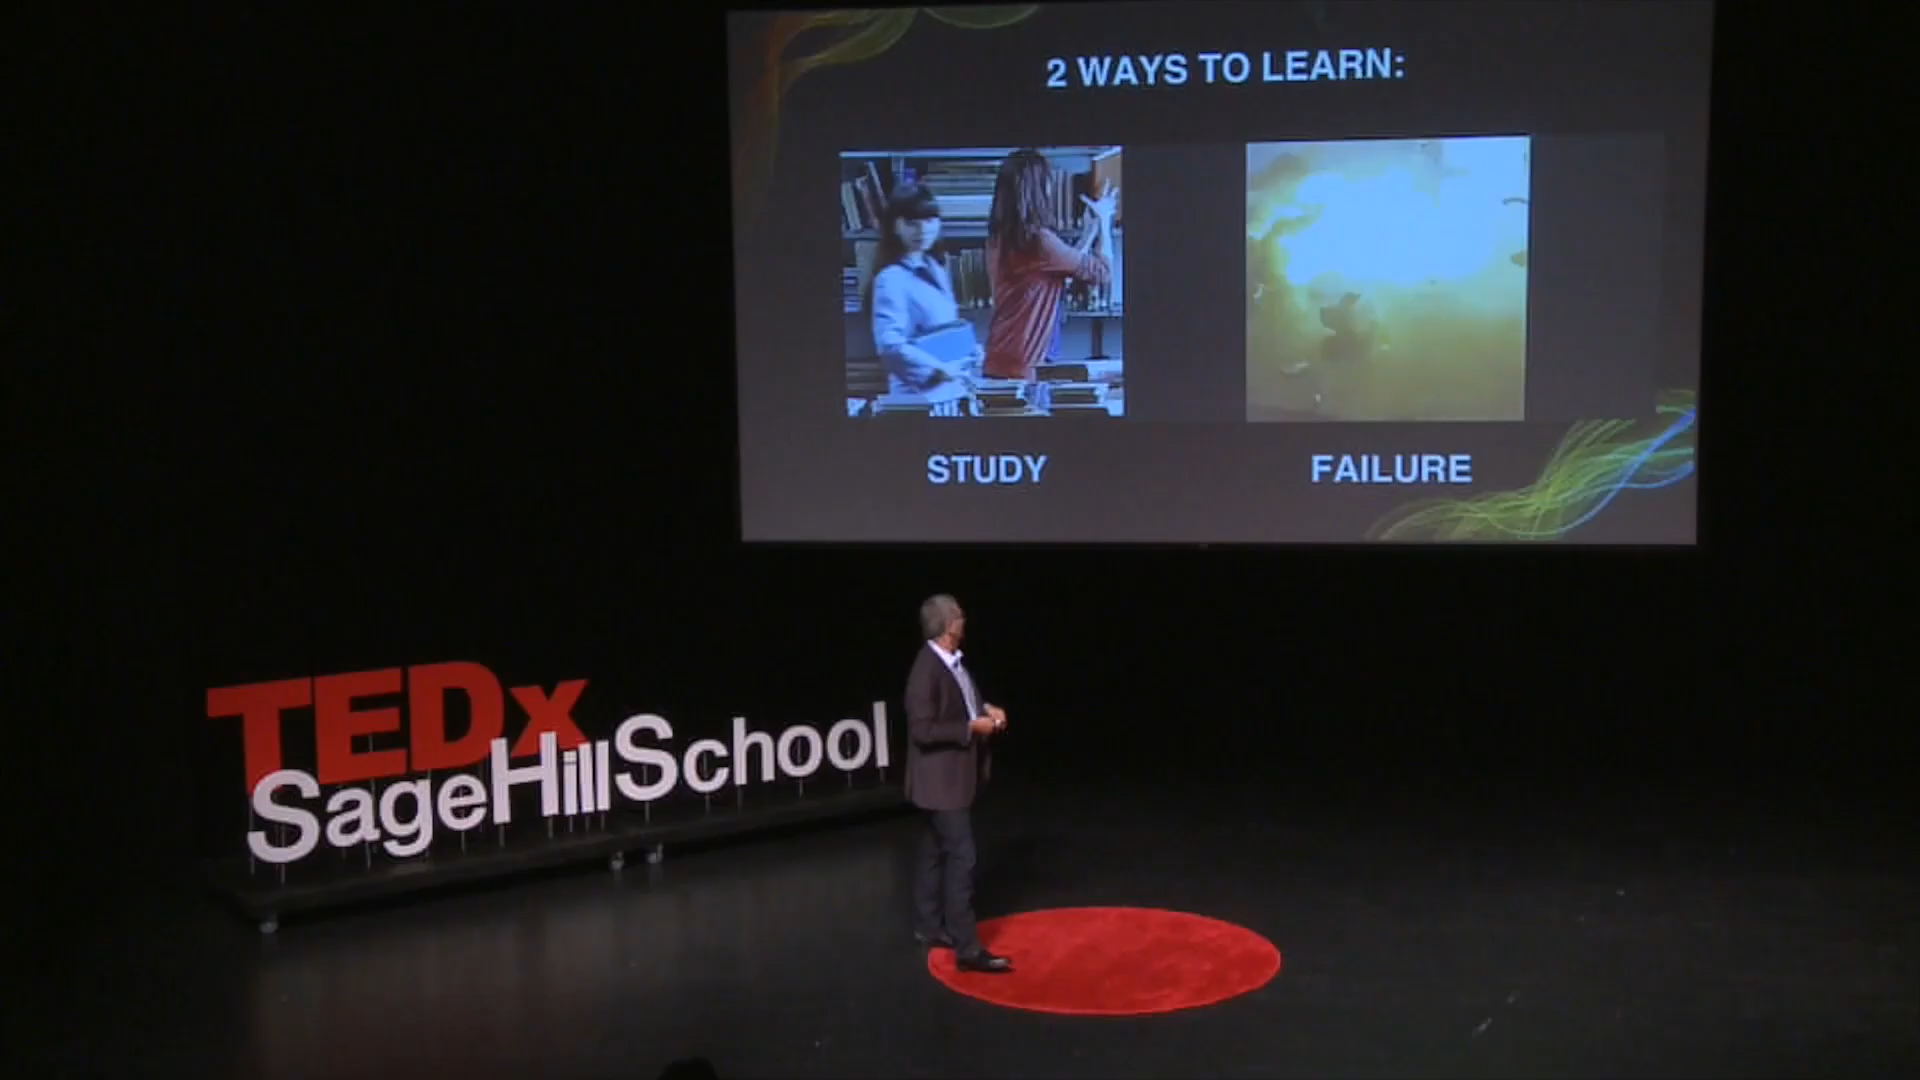 2 WAYS TO LEARN:
STUDY
FAILURE
TEDx
SageHillSchool